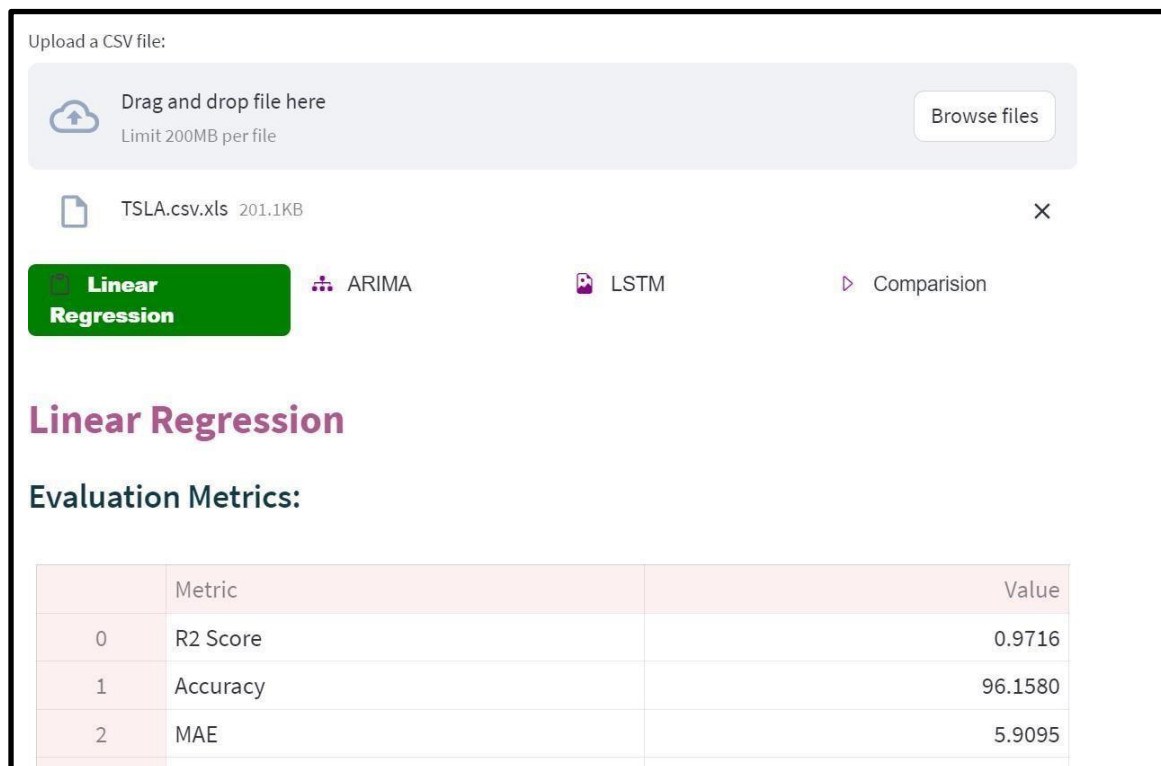 Upload a CSV file:
Drag and drop file here
Limit 200MB per file
Browse files
TSLA.csv.xls 201.1KB
Linear
Regression
ARIMA
LSTM
Comparision
Linear Regression
Evaluation Metrics:
Metric Value
0 R2 Score 0.9716
1 Accuracy 96.1580
2 MAE 5.9095